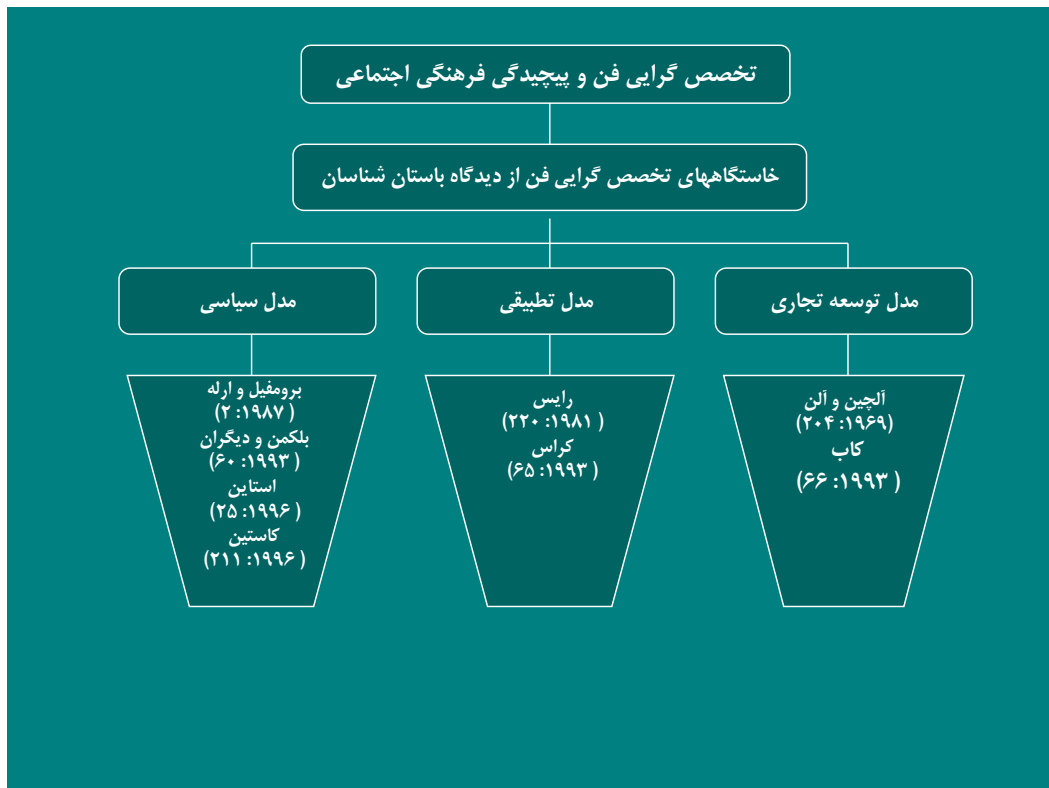 تخصص گرایی فن و پیچیدگی فرهنگی اجتماعی
خاستگاههای تخصص گرایی فن از دیدگاه باستان شناسان
مدل توسعه تجاری
مدل تطبیقی
مدل سیاسی
آلچین و آلن
(۱۹۶۹: ۲۰۴)
کاب
( ۱۹۹۳: ۶۶)
رایس
( ۱۹۸۱: ۲۲۰)
کراس
( ۱۹۹۳: ۶۵)
برومفیل و ارله
( ۱۹۸۷: ۲)
بلکمن و دیگران
( ۱۹۹۳: ۶۰)
استاین
( ۱۹۹۶: ۲۵)
کاستین
( ۱۹۹۶: ۲۱۱)